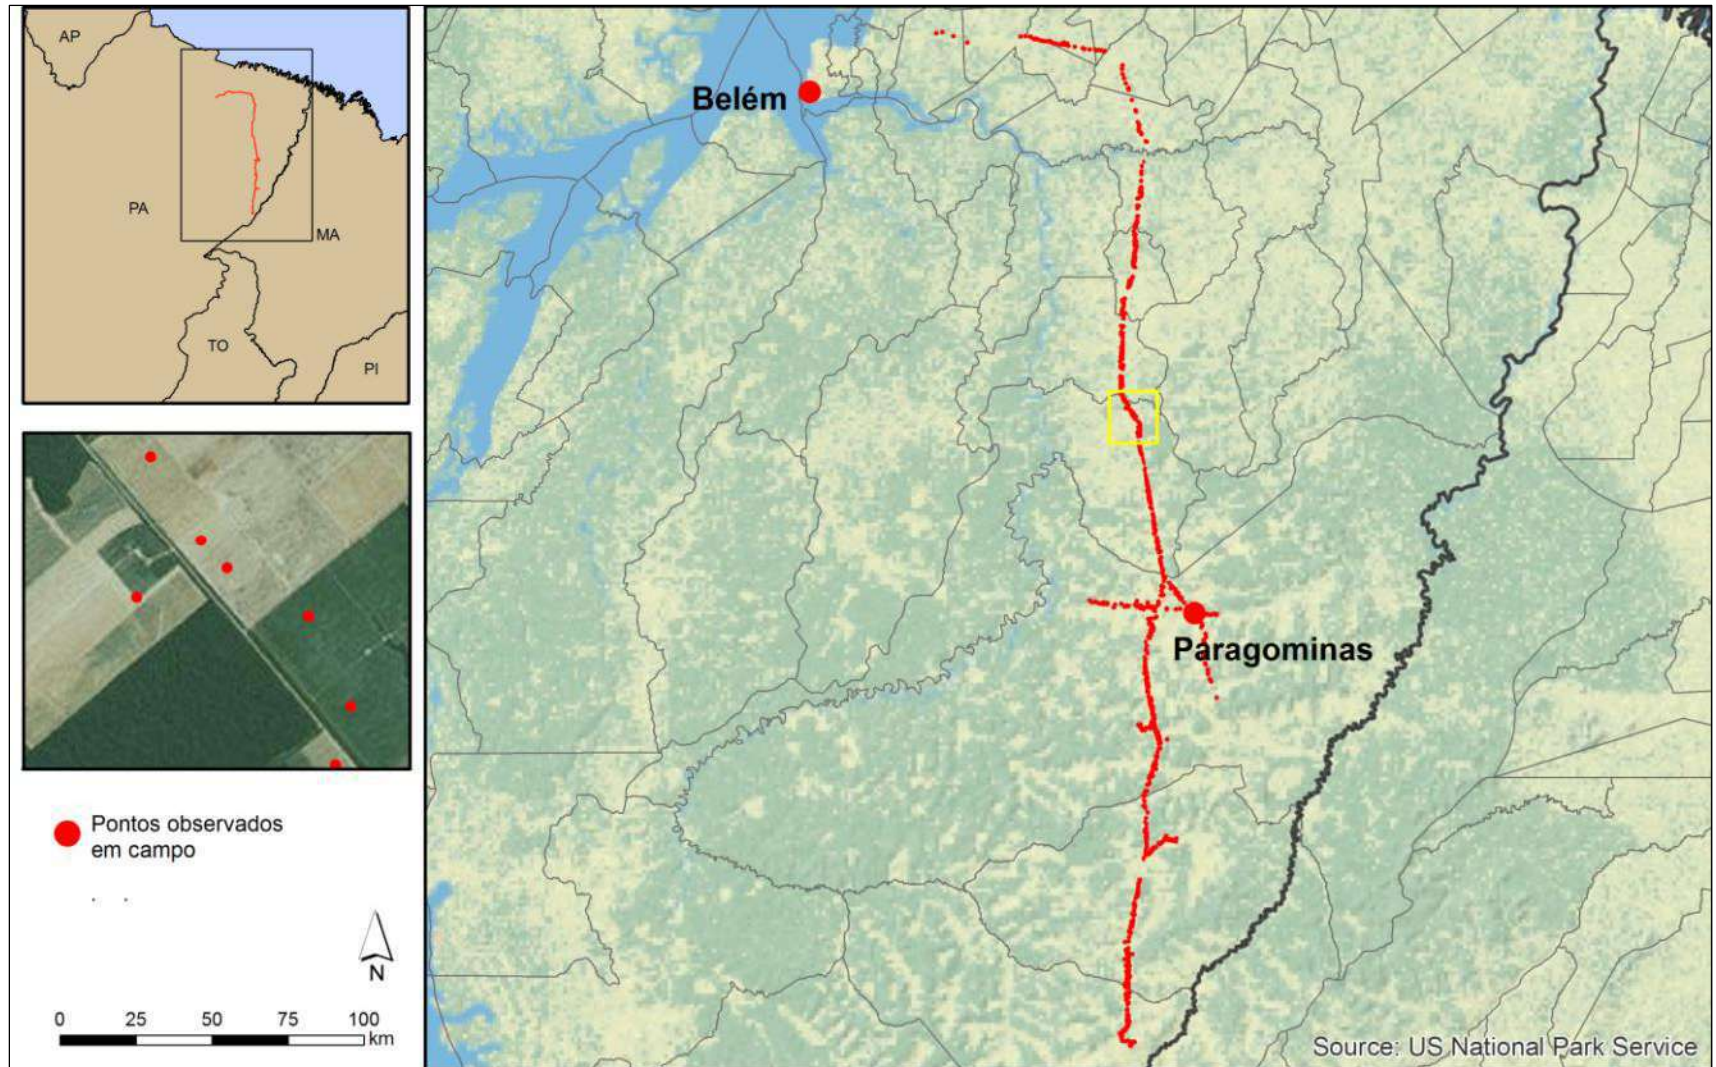 AP
PA
MA
TO
PI
Pontos observados
em campo
N
0 25 50 75 100
km
Belém
Paragominas
Source: US National Park Service